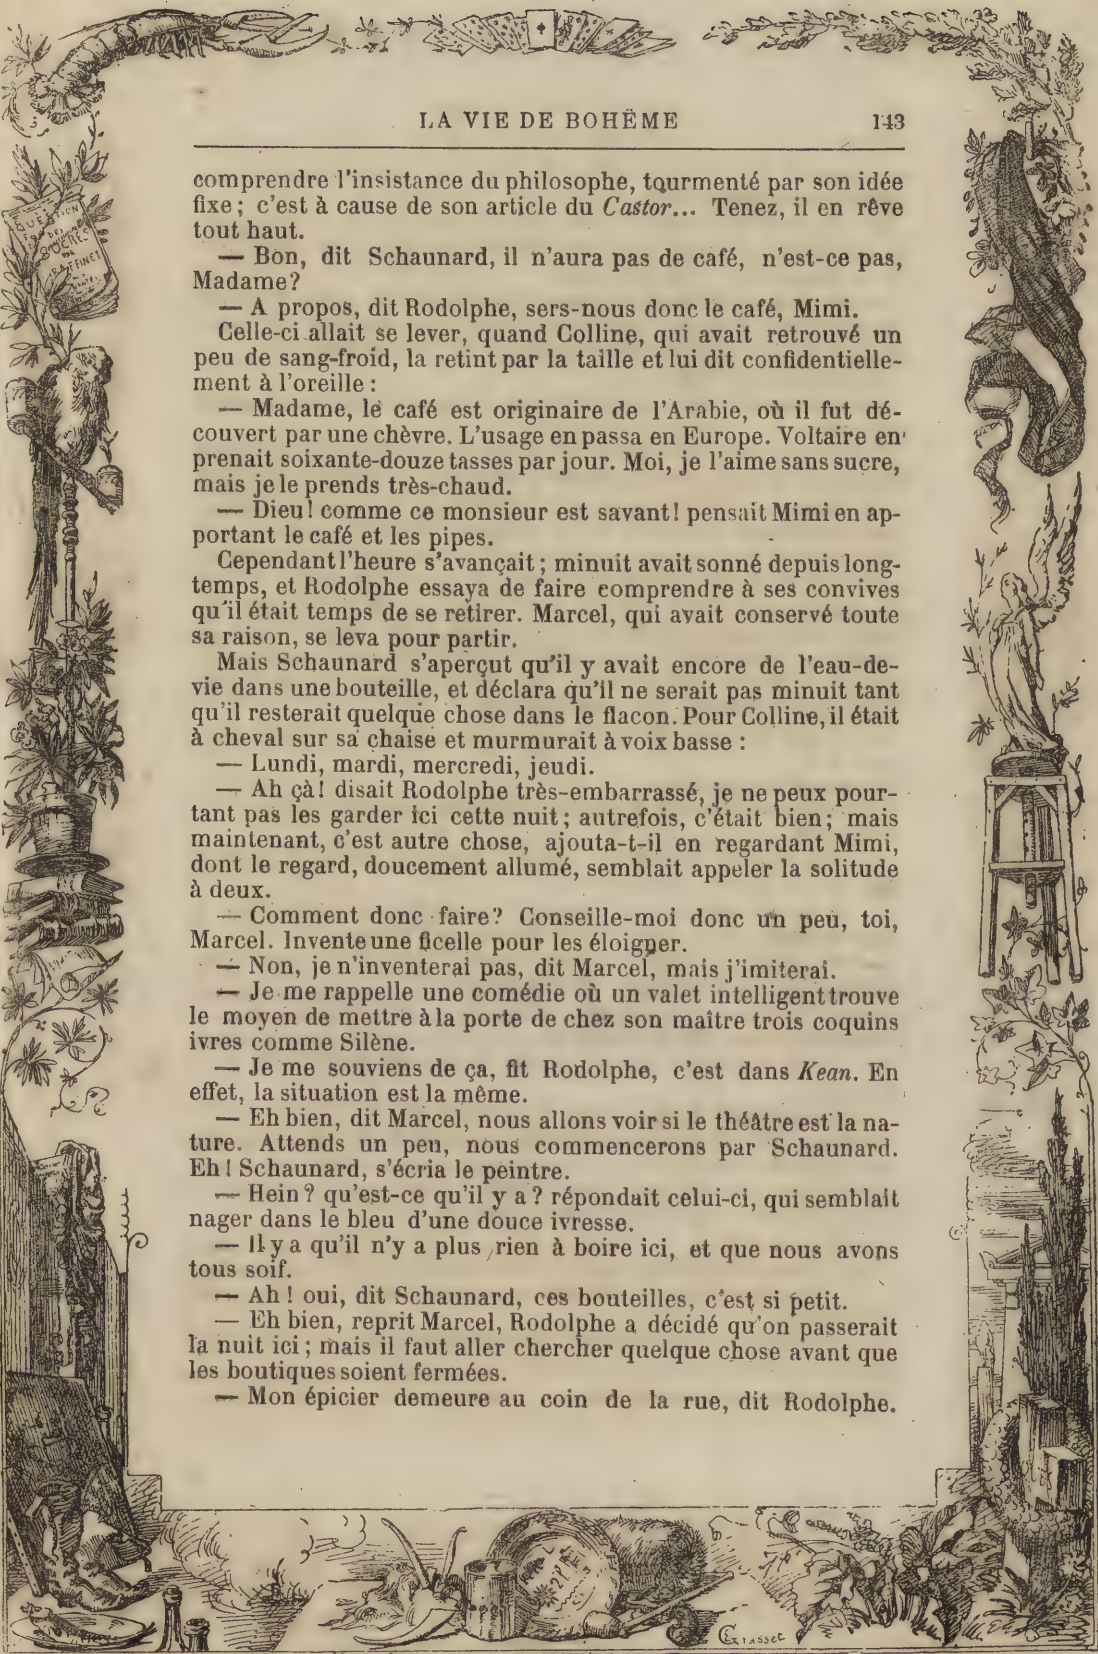 LA VIE DE BOHÊME 143
comprendre l'insistance du philosophe, tourmenté par son idée
fixe ; c'est à cause de son article du Castor... Tenez, il en rêve
tout haut.
— Bon, dit Schaunard, il n'aura pas de café, n'est-ce pas,
Madame?
— A propos, dit Rodolphe, sers-nous donc le café, Mimi.
Celle-ci allait se lever, quand Colline, qui avait retrouvé un
peu de sang-froid, la retint par la taille et lui dit confidentielle-
ment à l'oreille :
— Madame, le café est originaire de l'Arabie, où il fut dé-
couvert par une chèvre. L'usage en passa en Europe. Voltaire en
prenait soixante-douze tasses par jour. Moi, je l'aime sans sucre,
mais je le prends très-chaud.
— Dieu! comme ce monsieur est savant! pensait Mimi en ap-
portant le café et les pipes.
Cependant l'heure s'avançait ; minuit avait sonné depuis long-
temps, et Rodolphe essaya de faire comprendre à ses convives
qu'il était temps de se retirer. Marcel, qui avait conservé toute
sa raison, se leva pour partir.
Mais Schaunard s'aperçut qu'il y avait encore de l'eau-de-
vie dans une bouteille, et déclara qu'il ne serait pas minuit tant
qu'il resterait quelque chose dans le flacon. Pour Colline, il était
à cheval sur sa chaise et murmurait à voix basse :
— Lundi, mardi, mercredi, jeudi.
— Ah çà! disait Rodolphe très-embarrassé, je ne peux pour-
tant pas les garder ici cette nuit ; autrefois, c'était bien ; mais
maintenant, c'est autre chose, ajouta-t-il en regardant Mimi,
dont le regard, doucement allumé, semblait appeler la solitude
à deux.
— Comment donc faire? Conseille-moi donc un peu, toi,
Marcel. Invente une ficelle pour les éloigner.
— Non, je n'inventerai pas, dit Marcel, mais j'imiterai.
— Je me rappelle une comédie où un valet intelligent trouve
le moyen de mettre à la porte de chez son maître trois coquins
ivres comme Silène.
— Je me souviens de ça, fit Rodolphe, c'est dans Kean. En
effet, la situation est la même.
— Eh bien, dit Marcel, nous allons voir si le théâtre est la na-
ture. Attends un peu, nous commencerons par Schaunard.
Eh! Schaunard, s'écria le peintre.
— Hein? qu'est-ce qu'il y a? répondait celui-ci, qui semblait
nager dans le bleu d'une douce ivresse.
— Il y a qu'il n'y a plus rien à boire ici, et que nous avons
tous soif.
— Ah! oui, dit Schaunard, ces bouteilles, c'est si petit.
— Eh bien, reprit Marcel, Rodolphe a décidé qu'on passerait
la nuit ici ; mais il faut aller chercher quelque chose avant que
les boutiques soient fermées.
— Mon épicier demeure au coin de la rue, dit Rodolphe.
QUESTION
DES
SUCRES
PAR
RAFFINET
Grasset